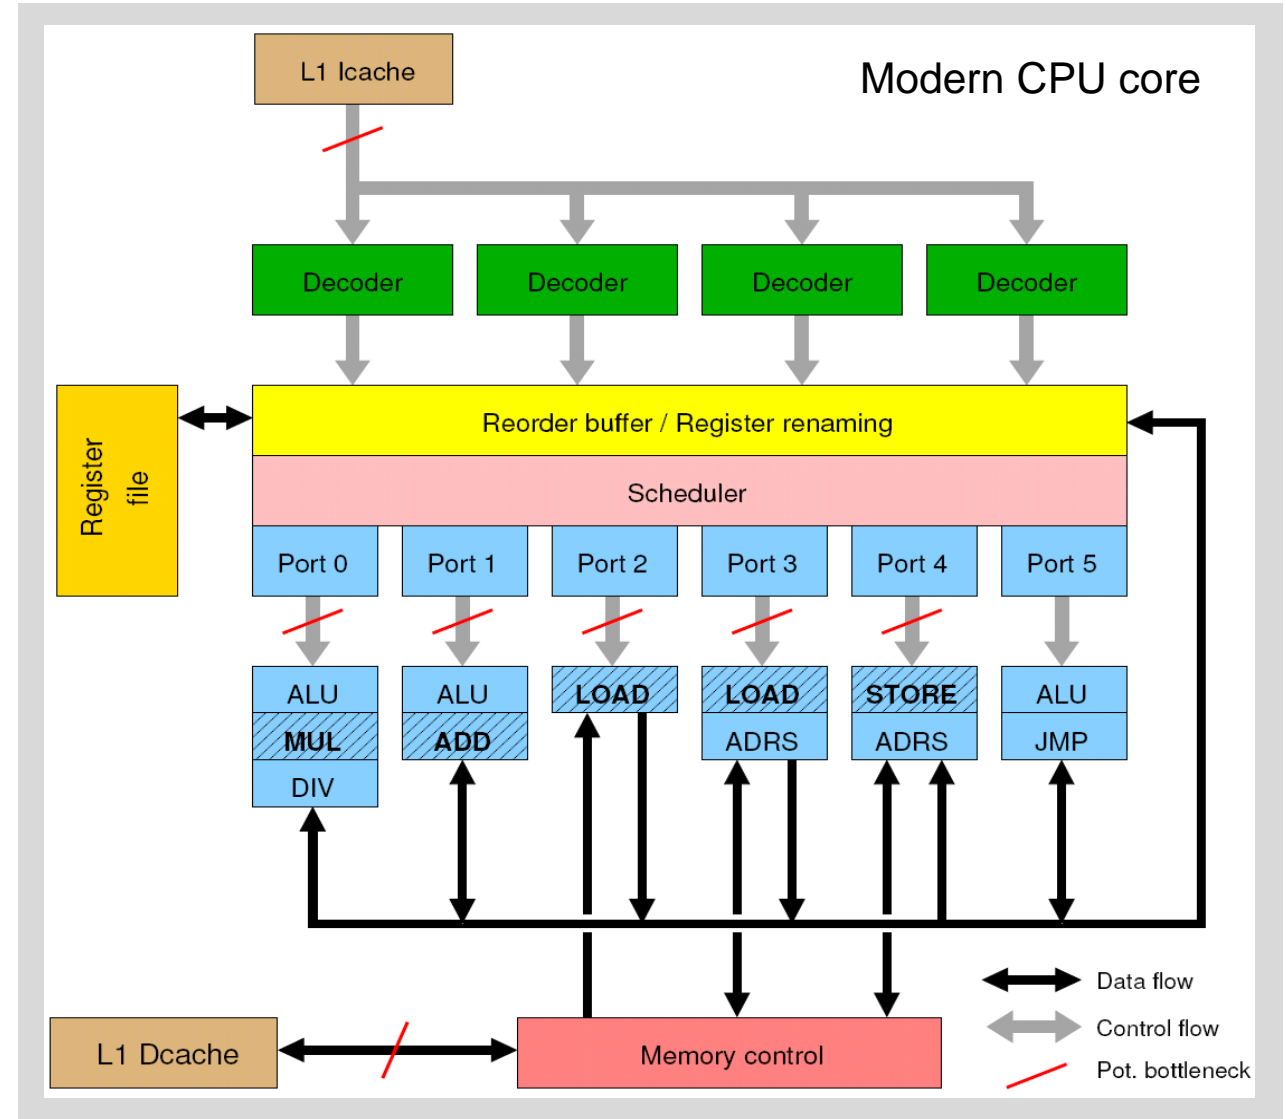 L1 Icache
Modern CPU core
Decoder
Decoder
Decoder
Decoder
Register
file
Reorder buffer / Register renaming
Scheduler
Port 0
Port 1
Port 2
Port 3
Port 4
Port 5
ALU
MUL
DIV
ALU
ADD
LOAD
LOAD
ADRS
STORE
ADRS
ALU
JMP
Data flow
Control flow
Pot. bottleneck
L1 Dcache
Memory control